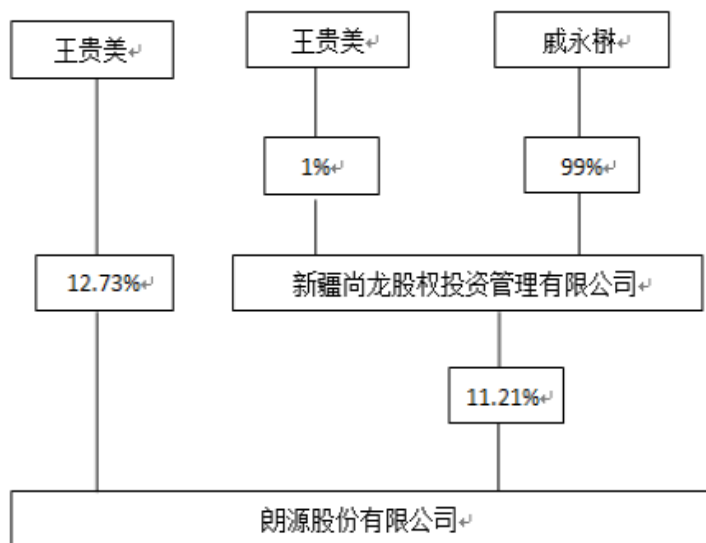 王贵美
王贵美
戚永楙
1%
99%
12.73%
新疆尚龙股权投资管理有限公司
11.21%
朗源股份有限公司